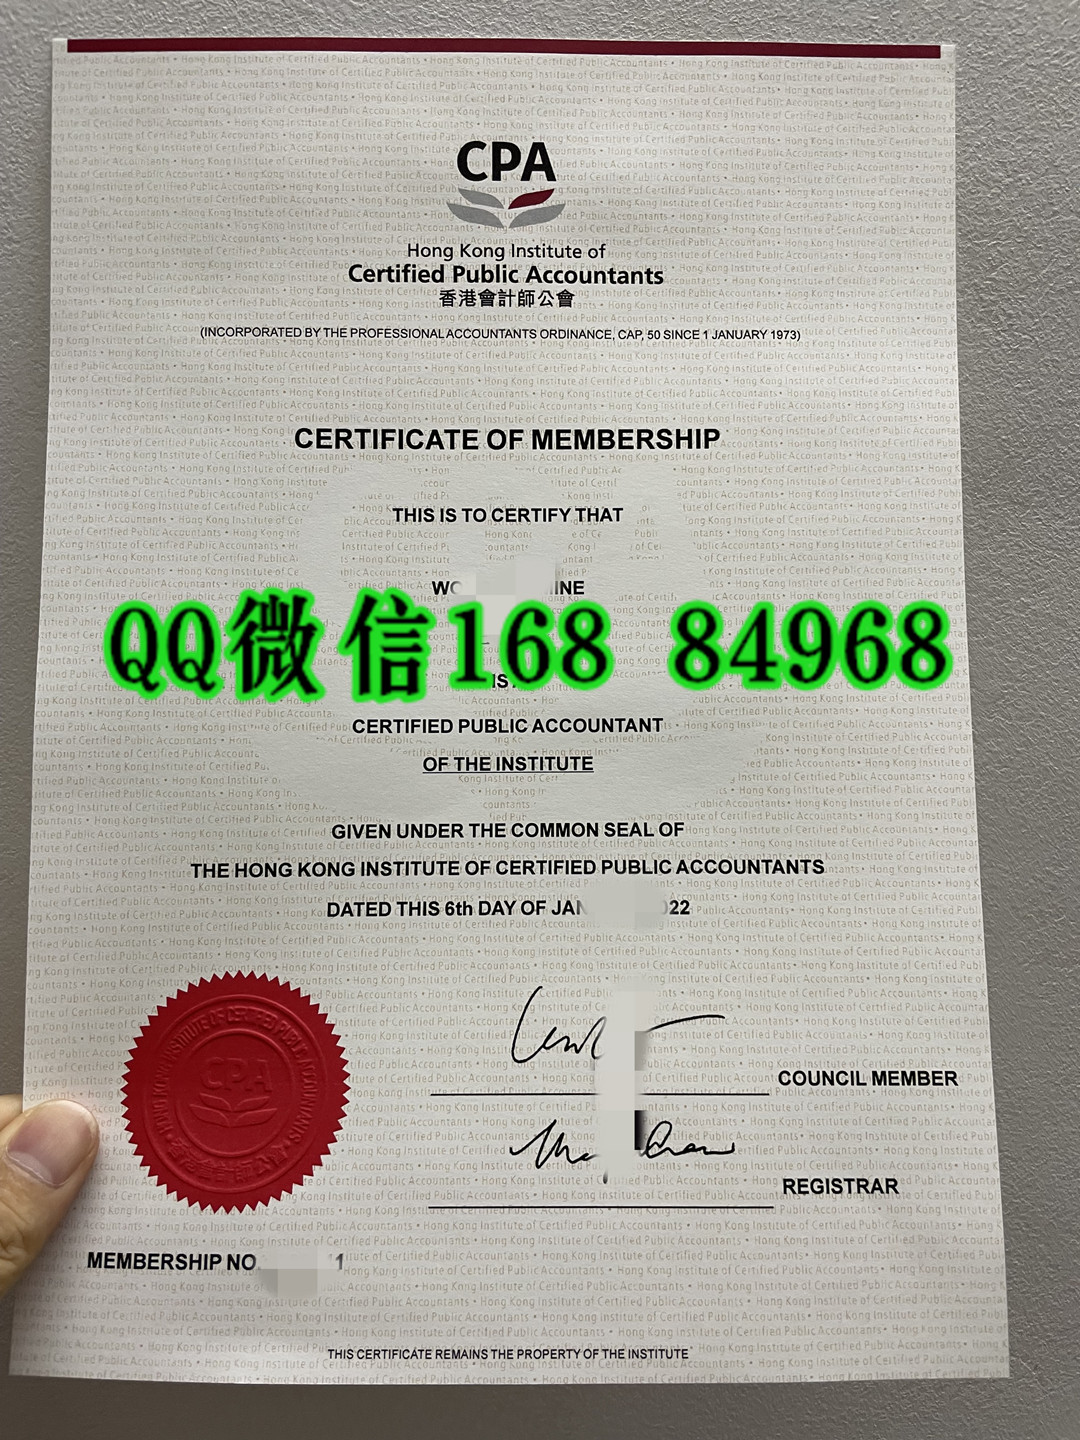 CPA
Hong Kong Institute of
Certified Public Accountants
香港會計師公會
(INCORPORATED BY THE PROFESSIONAL ACCOUNTANTS ORDINANCE, CAP, 50 SINCE 1 JANUARY 1973)
CERTIFICATE OF MEMBERSHIP
THIS IS TO CERTIFY THAT
QQ微信168 84968
IS
CERTIFIED PUBLIC ACCOUNTANT
OF THE INSTITUTE
GIVEN UNDER THE COMMON SEAL OF
THE HONG KONG INSTITUTE OF CERTIFIED PUBLIC ACCOUNTANTS
DATED THIS 6th DAY OF
COUNCIL MEMBER
REGISTRAR
CPA
MEMBERSHIP NO.
THIS CERTIFICATE REMAINS THE PROPERTY OF THE INSTITUTE